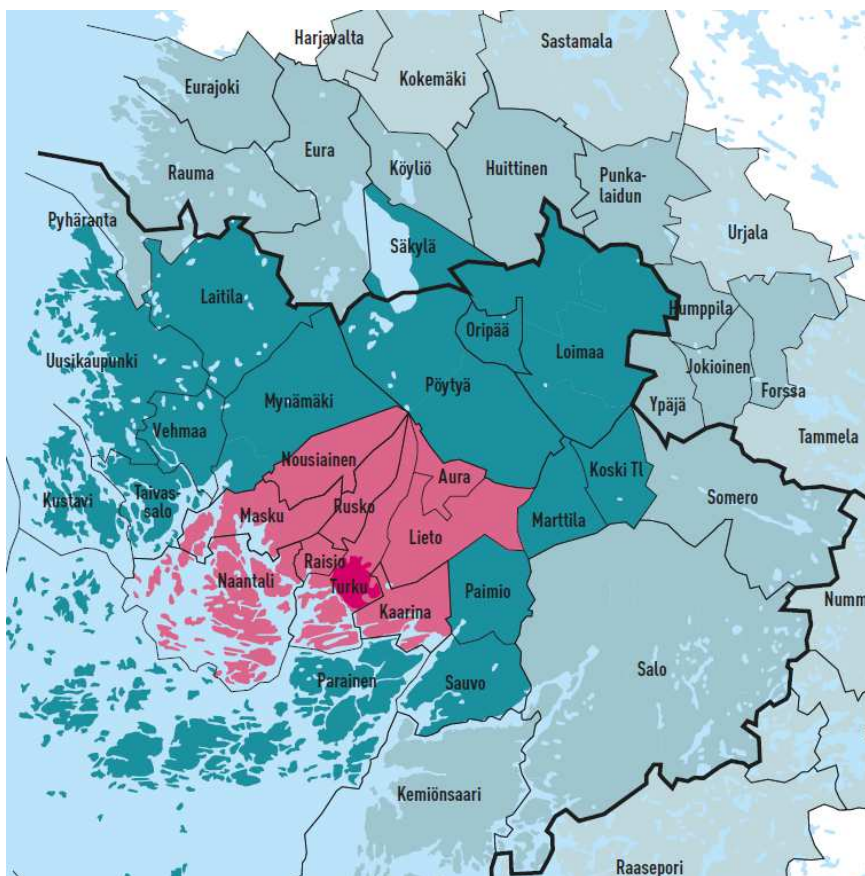 Harjavalta
Sastamala
Kokemäki
Eurajoki
Eura
Köyliö
Huittinen
Punka-
laidun
Rauma
Pyhäranta
Urjala
Säkylä
Laitila
Humppila
Oripää
Loimaa
Uusikaupunki
Jokioinen
Pöytyä
Ypäjä
Forssa
Mynämäki
Vehmaa
Tammela
Nousiainen
Aura
Koski Tl
Kustavi
Taivas-
salo
Somero
Rusko
Masku
Marttila
Lieto
Raisio
Naantali
Turku
Paimio
Kaarina
Numm
Salo
Parainen
Sauvo
Kemiönsaari
Raasepori